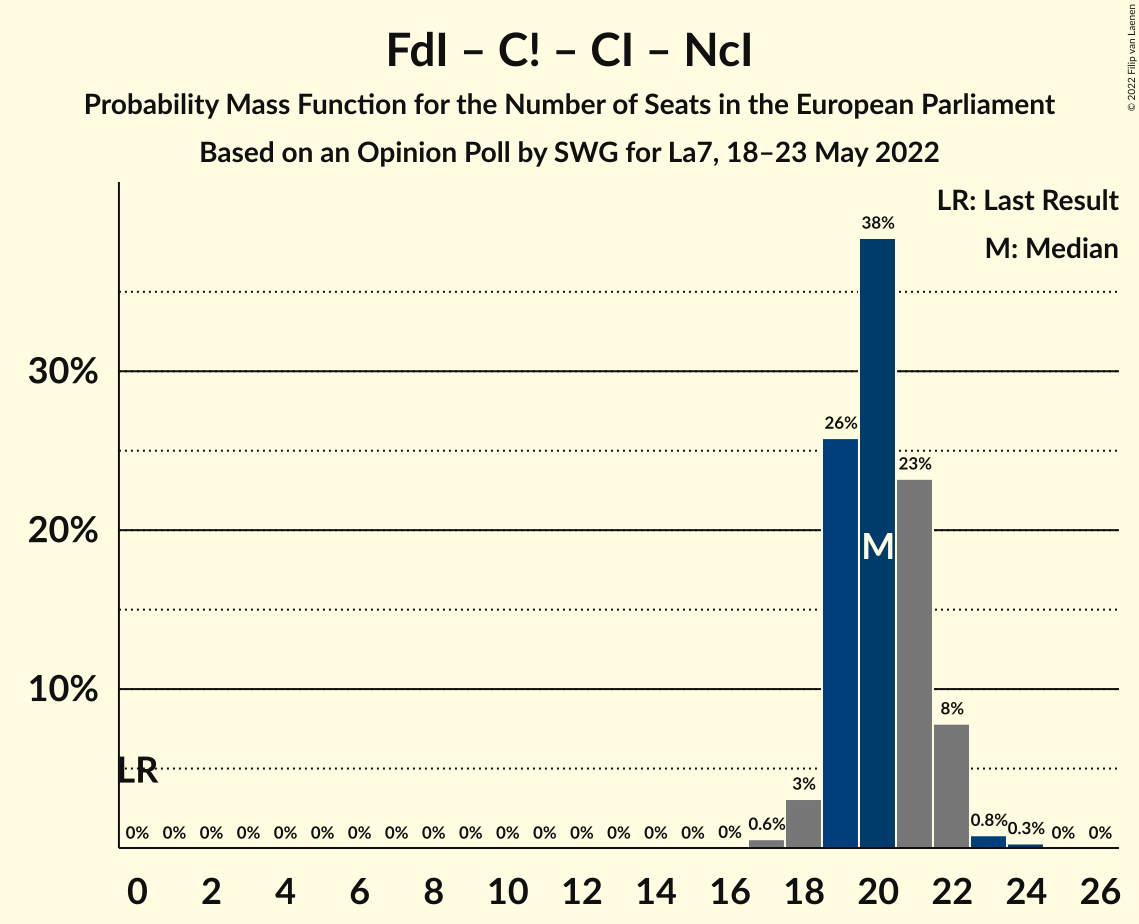 FdI – C! – CI – NcI
Probability Mass Function for the Number of Seats in the European Parliament
Based on an Opinion Poll by SWG for La7, 18–23 May 2022
© 2022 Filip van Laenen
LR: Last Result
M: Median
38%
30%
26%
23%
20%
M
10%
8%
LR
3%
0% 0% 0% 0% 0% 0% 0% 0% 0% 0% 0% 0% 0% 0% 0% 0% 0% 0.6% 0.8% 0.3% 0% 0%
0 2 4 6 8 10 12 14 16 18 20 22 24 26